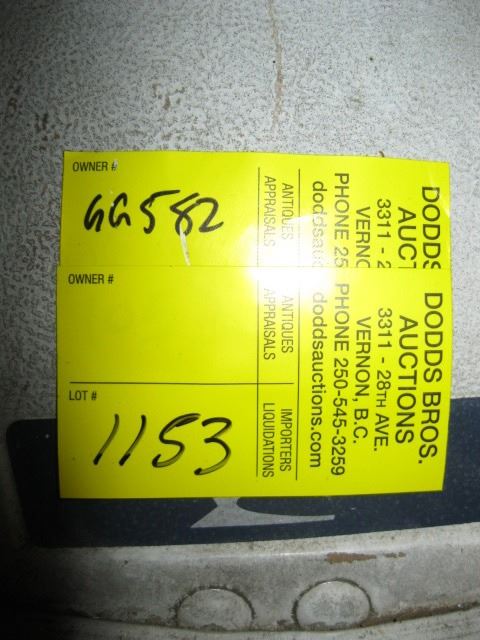 OWNER #
GG582
ANTIQUES
APPRAISALS
DODDS
AUCT
3311 - 2
VERNO
PHONE 25
doddsauc
OWNER #
LOT #
1153
ANTIQUES
APPRAISALS
IMPORTERS
LIQUIDATIONS
DODDS BROS.
AUCTIONS
3311 - 28TH AVE.
VERNON, B.C.
PHONE 250-545-3259
doddsauctions.com